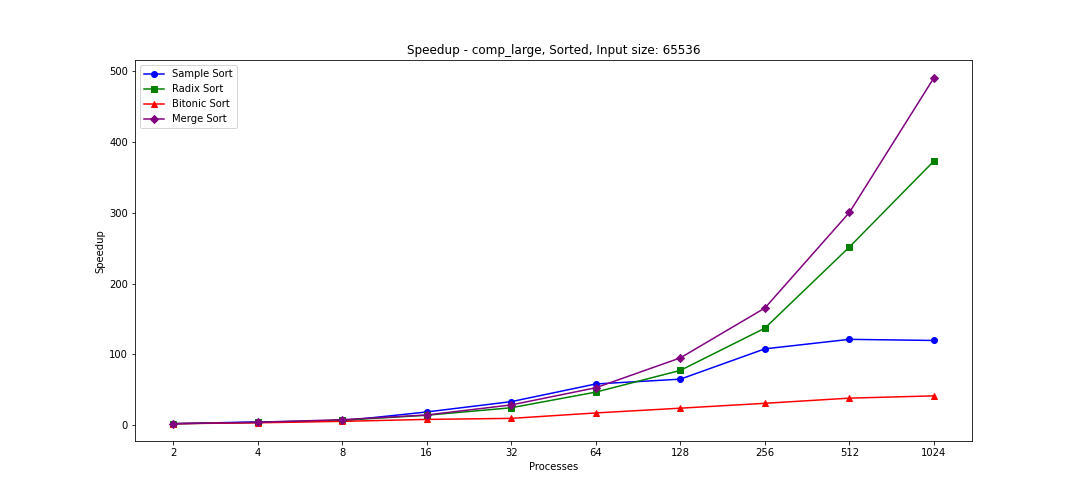 Speedup - comp_large, Sorted, Input size: 65536
Sample Sort
Radix Sort
Bitonic Sort
Merge Sort
Speedup
500
400
300
200
100
0
2 4 8 16 32 64 128 256 512 1024
Processes